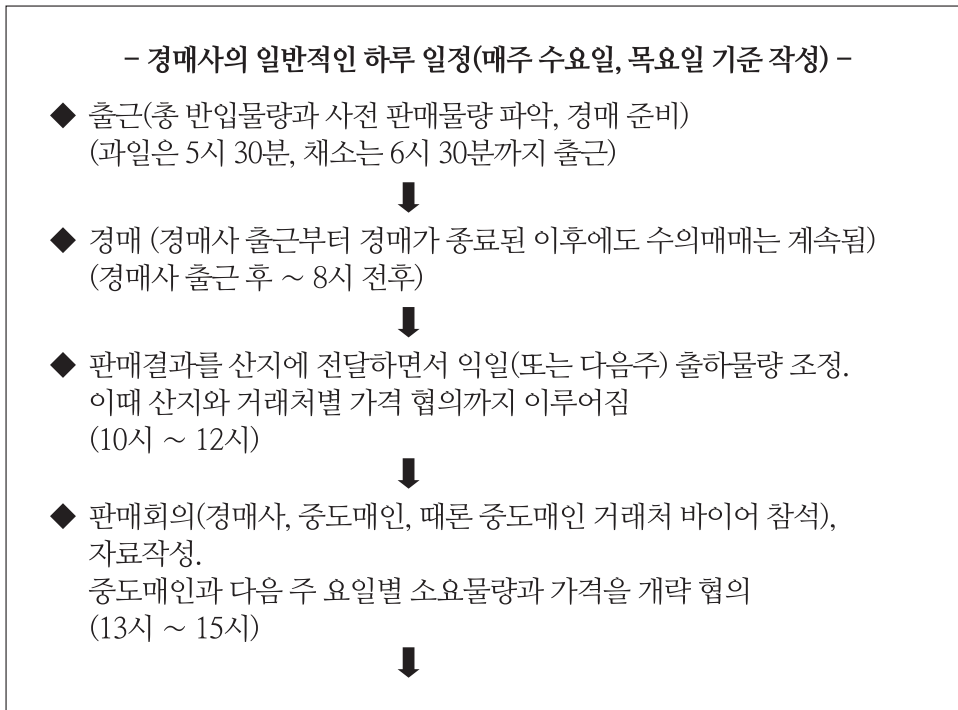 – 경매사의 일반적인 하루 일정(매주 수요일, 목요일 기준 작성) –
◆ 출근(총 반입물량과 사전 판매물량 파악, 경매 준비)
(과일은 5시 30분, 채소는 6시 30분까지 출근)
⬇
◆ 경매 (경매사 출근부터 경매가 종료된 이후에도 수의매매는 계속됨)
(경매사 출근 후 ~ 8시 전후)
⬇
◆ 판매결과를 산지에 전달하면서 익일(또는 다음주) 출하물량 조정.
이때 산지와 거래처별 가격 협의까지 이루어짐
(10시 ~ 12시)
⬇
◆ 판매회의(경매사, 중도매인, 때론 중도매인 거래처 바이어 참석),
자료작성.
중도매인과 다음 주 요일별 소요물량과 가격을 개략 협의
(13시 ~ 15시)
⬇